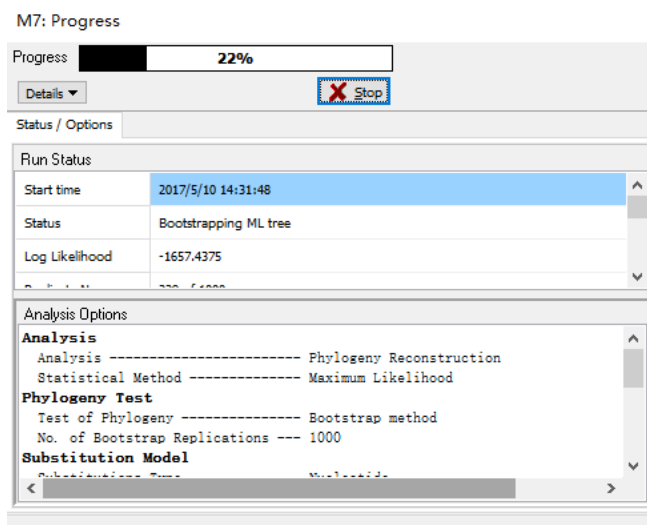 M7: Progress
Progress 22%
Details Stop
Status / Options
Run Status
Start time 2017/5/10 14:31:48
Status Bootstrapping ML tree
Log Likelihood -1657.4375
Analysis Options
Analysis
Analysis ------------------------ Phylogeny Reconstruction
Statistical Method -------------- Maximum Likelihood
Phylogeny Test
Test of Phylogeny --------------- Bootstrap method
No. of Bootstrap Replications --- 1000
Substitution Model